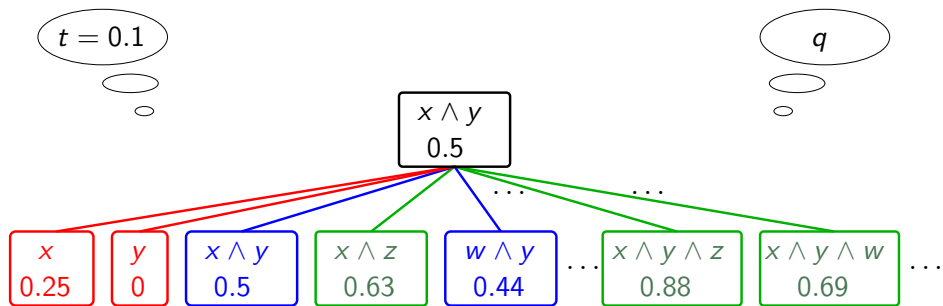 t = 0.1
q
x ∧ y
0.5
... ...
x y x ∧ y x ∧ z w ∧ y ... x ∧ y ∧ z x ∧ y ∧ w ...
0.25 0 0.5 0.63 0.44 0.88 0.69